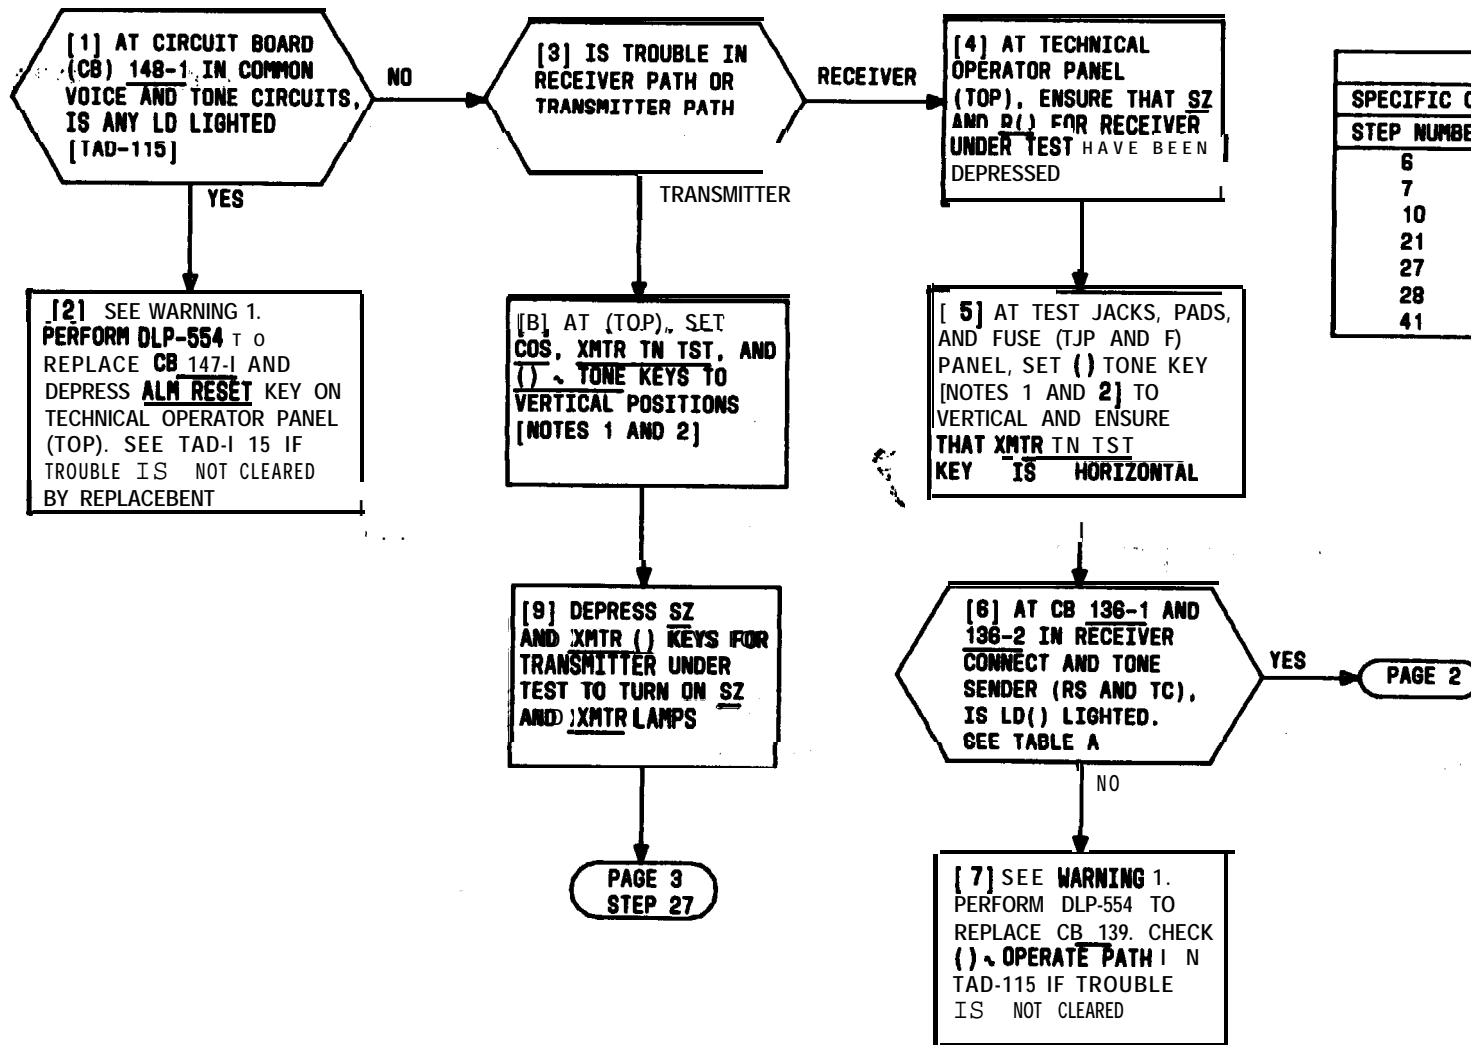 [1] AT CIRCUIT BOARD
(CB) 148-1 IN COMMON
VOICE AND TONE CIRCUITS,
IS ANY LD LIGHTED
[TAD-115]
NO
YES
[2] SEE WARNING 1.
PERFORM DLP-554 TO
REPLACE CB 147-I AND
DEPRESS ALM RESET KEY ON
TECHNICAL OPERATOR PANEL
(TOP). SEE TAD-I 15 IF
TROUBLE IS NOT CLEARED
BY REPLACEBENT
[3] IS TROUBLE IN
RECEIVER PATH OR
TRANSMITTER PATH
RECEIVER
TRANSMITTER
[B] AT (TOP), SET
COS, XMTR TN TST, AND
() ~ TONE KEYS TO
VERTICAL POSITIONS
[NOTES 1 AND 2]
[9] DEPRESS SZ
AND XMTR () KEYS FOR
TRANSMITTER UNDER
TEST TO TURN ON SZ
AND XMTR LAMPS
PAGE 3
STEP 27
[4] AT TECHNICAL
OPERATOR PANEL
(TOP), ENSURE THAT SZ
AND R() FOR RECEIVER
UNDER TEST HAVE BEEN
DEPRESSED
[ 5] AT TEST JACKS, PADS,
AND FUSE (TJP AND F)
PANEL, SET () TONE KEY
[NOTES 1 AND 2] TO
VERTICAL AND ENSURE
THAT XMTR TN TST
KEY IS HORIZONTAL
[6] AT CB 136-1 AND
136-2 IN RECEIVER
CONNECT AND TONE
SENDER (RS AND TC),
IS LD() LIGHTED.
SEE TABLE A
YES
PAGE 2
NO
[ 7] SEE WARNING 1.
PERFORM DLP-554 TO
REPLACE CB 139. CHECK
() ~ OPERATE PATH I N
TAD-115 IF TROUBLE
IS NOT CLEARED
SPECIFIC
STEP NUMBE
6
7
10
21
27
28
41